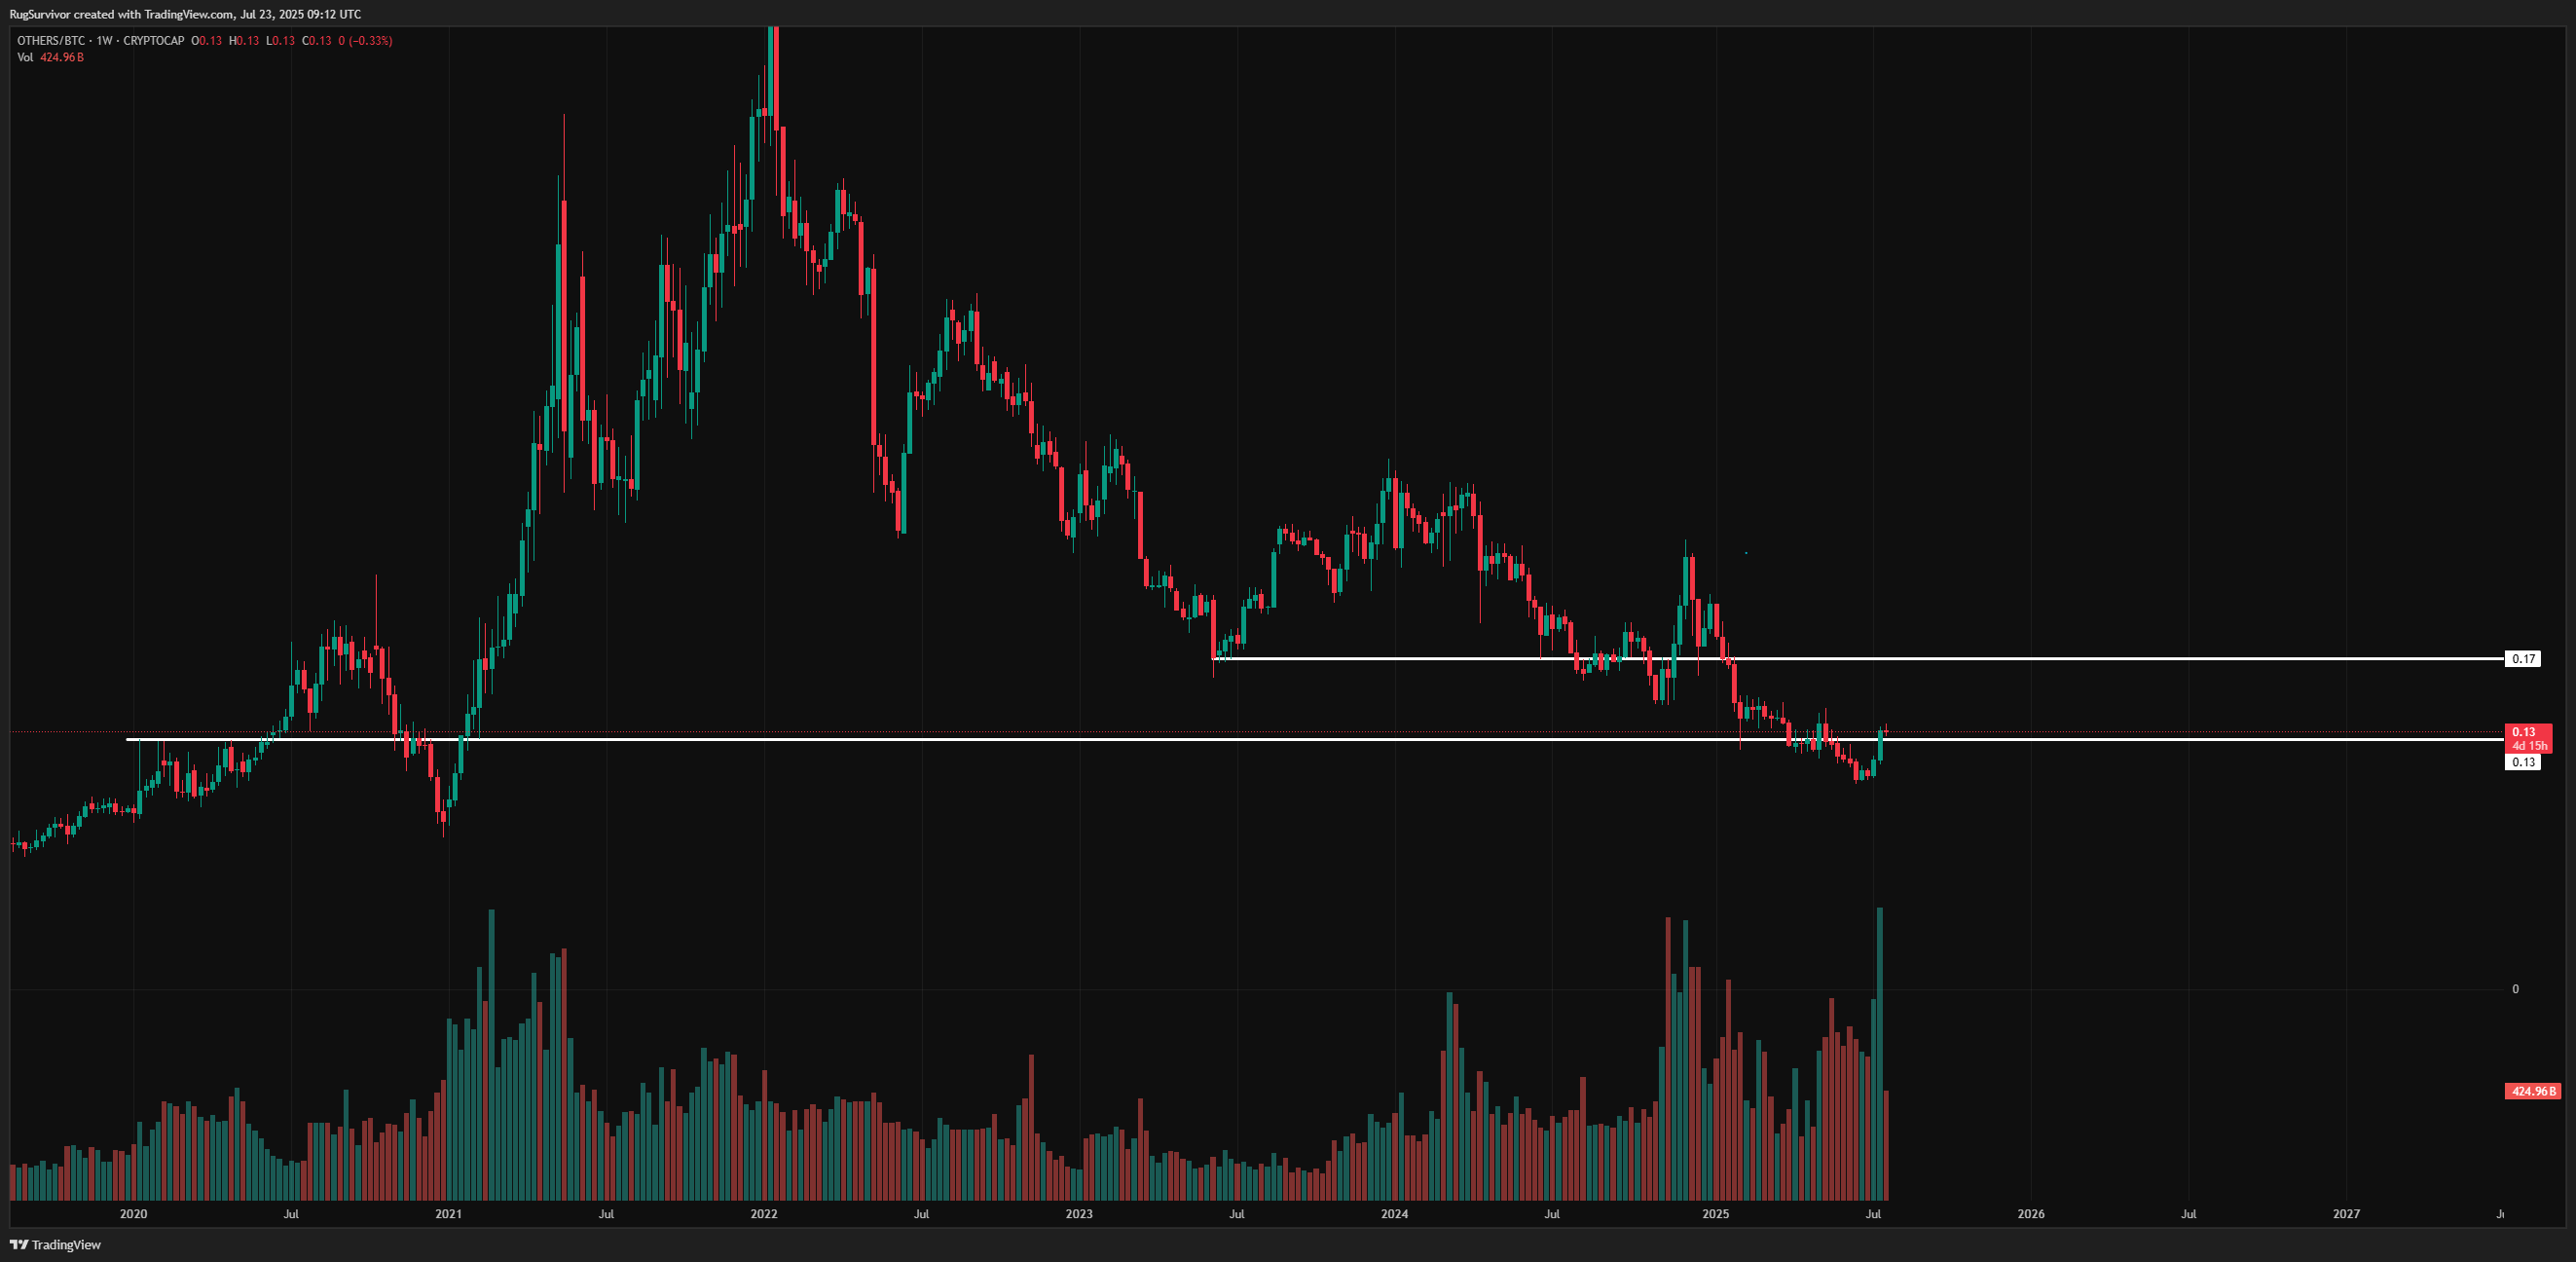 RugSurvivor created with TradingView.com, Jul 23, 2025 09:12 UTC
OTHERS/BTC · 1W · CRYPTOCAP O0.13 H0.13 L0.13 C0.13 0 (−0.33%)
Vol 424.96 B
0.17
0.13
4d 15h
0.13
0
424.96 B
2020 Jul 2021 Jul 2022 Jul 2023 Jul 2024 Jul 2025 Jul 2026 Jul 2027
TradingView